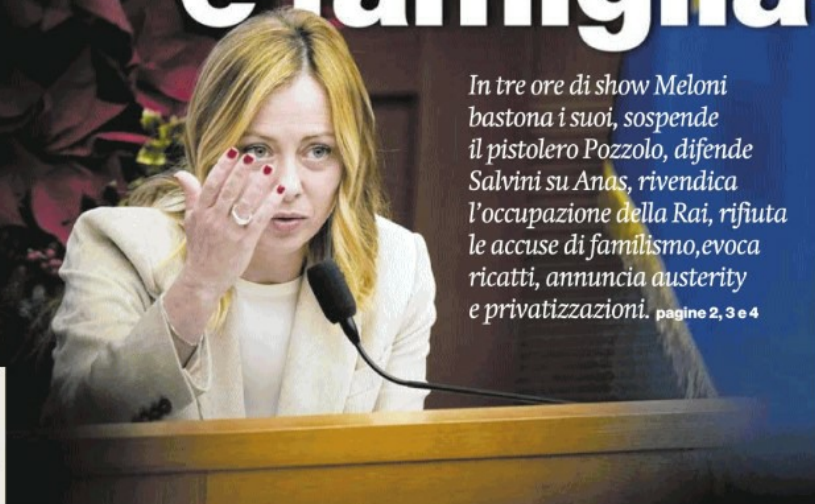 e famiglia
In tre ore di show Meloni
bastona i suoi, sospende
il pistolero Pozzolo, difende
Salvini su Anas, rivendica
l'occupazione della Rai, rifiuta
le accuse di familismo,evoca
ricatti, annuncia austerity
e privatizzazioni. pagine 2, 3 e 4